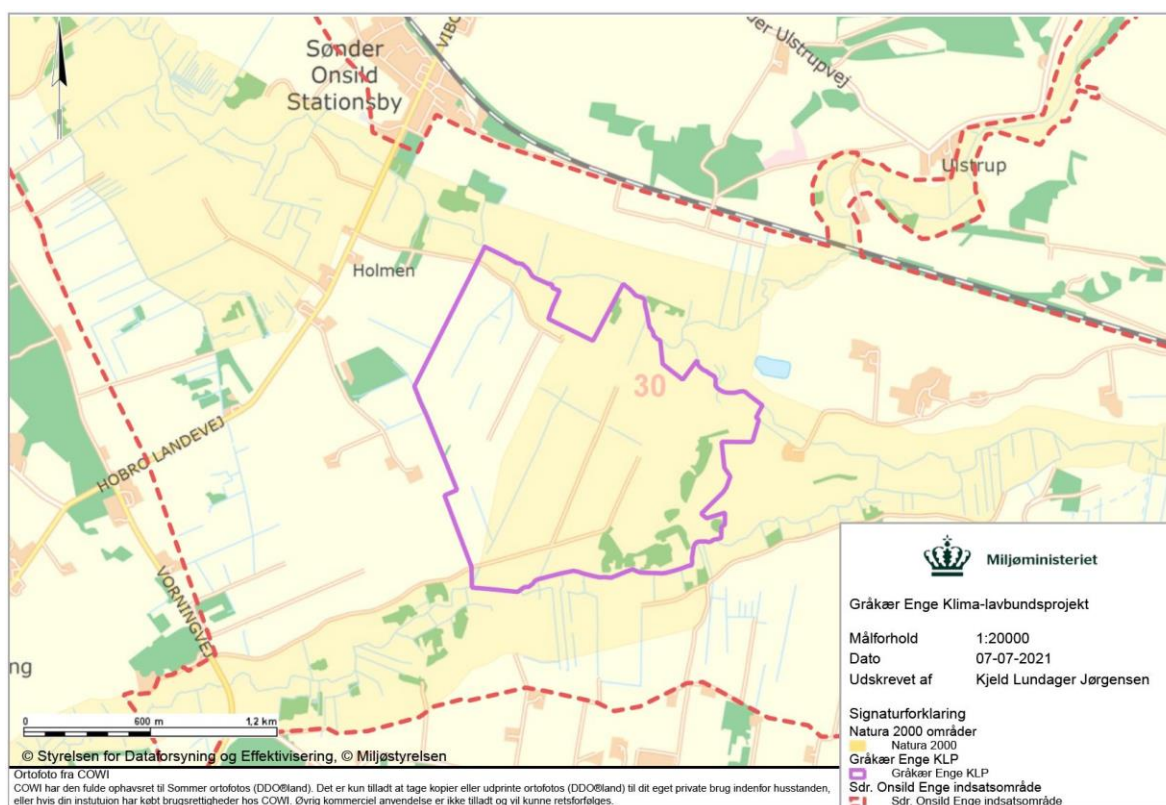 Sønder
Onsild
Stationsby
VIBO
der Ulstrupvej
Ulstrup
Holmen
30
HOBRO LANDEVEJ
VORNINGVEJ
ng
0 600 m 1,2 km
© Styrelsen for Dataforsyning og Effektivisering, © Miljøstyrelsen
Miljøministeriet
Gråkær Enge Klima-lavbundsprojekt
Målforhold 1:20000
Dato 07-07-2021
Udskrevet af Kjeld Lundager Jørgensen
Signaturforklaring
Natura 2000 områder
Natura 2000
Gråkær Enge KLP
Gråkær Enge KLP
Sdr. Onsild Enge indsatsområde
Sdr. Onsild Enge indsatsområde
Ortofoto fra COWI
COWI har den fulde ophavsret til Sommer ortofotos (DDO®land). Det er kun tilladt at tage kopier eller udprinte ortofotos (DDO®land) til dit eget private brug indenfor husstanden,
eller hvis din instutuion har købt brugsrettigheder hos COWI. Øvrig kommerciel anvendelse er ikke tilladt og vil kunne retsforfølges.